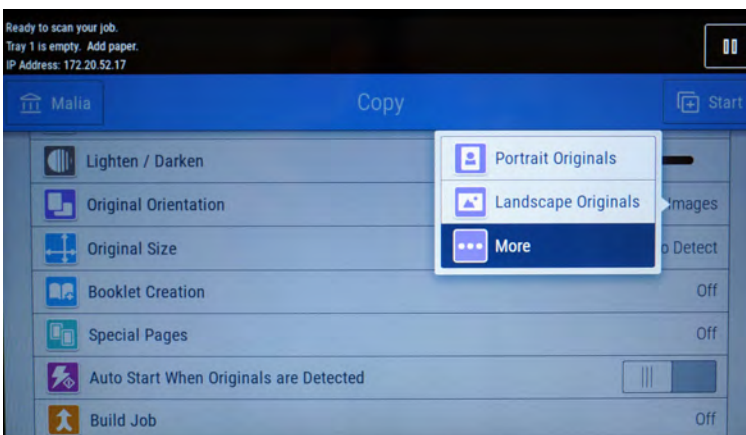 Ready to scan your job.
Tray 1 is empty. Add paper.
IP Address: 172.20.52.17
Malia
Copy
Start
Lighten / Darken
Portrait Originals
Original Orientation
Landscape Originals
Images
Original Size
More
o Detect
Booklet Creation
Off
Special Pages
Off
Auto Start When Originals are Detected
Build Job
Off